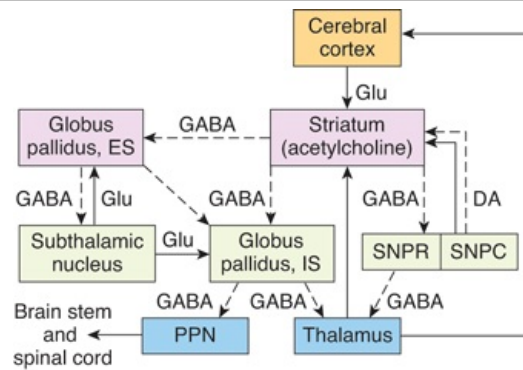 Cerebral
cortex
Glu
Globus
pallidus, ES
GABA
Striatum
(acetylcholine)
GABA
Glu
GABA
GABA
DA
Subthalamic
nucleus
Glu
Globus
pallidus, IS
SNPR
SNPC
GABA
GABA
GABA
Brain stem
and
spinal cord
PPN
Thalamus